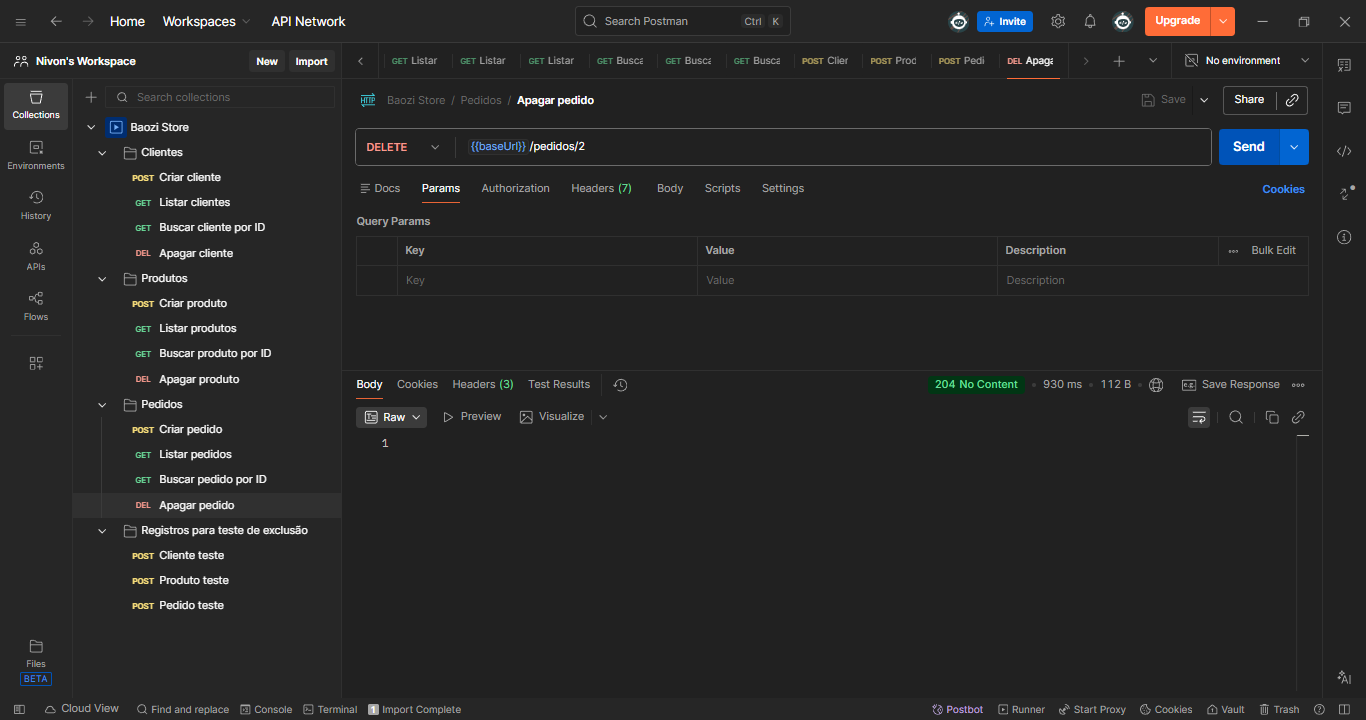 Home Workspaces API Network Search Postman Ctrl K Invite Upgrade
Nivon's Workspace New Import GET Listar GET Listar GET Listar GET Busca GET Busca GET Busca POST Clier POST Prod POST Pedi DEL Apaga No environment
Collections
Environments
History
APIs
Flows
Files
BETA
Search collections
Baozi Store
Clientes
POST Criar cliente
GET Listar clientes
GET Buscar cliente por ID
DEL Apagar cliente
Produtos
POST Criar produto
GET Listar produtos
GET Buscar produto por ID
DEL Apagar produto
Pedidos
POST Criar pedido
GET Listar pedidos
GET Buscar pedido por ID
DEL Apagar pedido
Registros para teste de exclusão
POST Cliente teste
POST Produto teste
POST Pedido teste
HTTP Baozi Store / Pedidos / Apagar pedido Save Share
DELETE {{baseUrl}} /pedidos/2 Send
Docs Params Authorization Headers (7) Body Scripts Settings Cookies
Query Params
Key Value Description Bulk Edit
Key Value Description
Body Cookies Headers (3) Test Results 204 No Content 930 ms 112 B e.g. Save Response
Raw Preview Visualize
1
AI
Cloud View Find and replace Console Terminal 1 Import Complete Postbot Runner Start Proxy Cookies Vault Trash